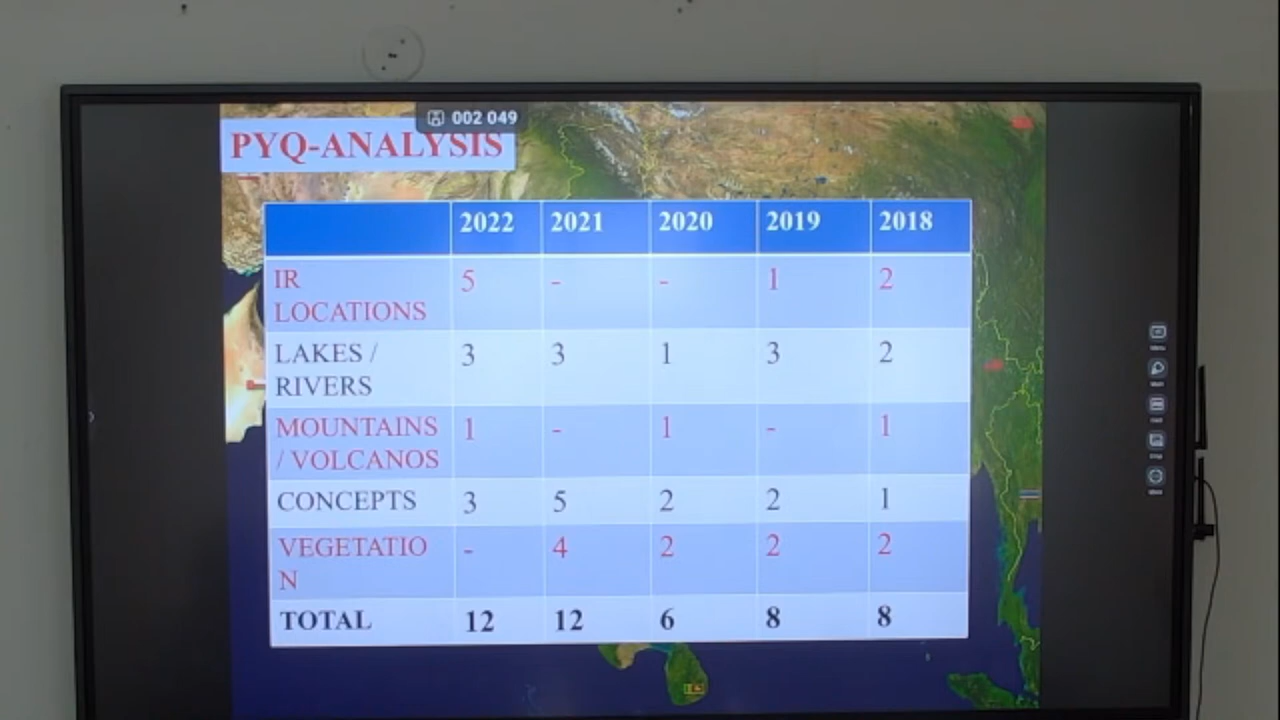 002 049
PYQ-ANALYSIS
2022 2021 2020 2019 2018
IR
LOCATIONS 5 - - 1 2
LAKES /
RIVERS 3 3 1 3 2
MOUNTAINS
/ VOLCANOS 1 - 1 - 1
CONCEPTS 3 5 2 2 1
VEGETATIO
N - 4 2 2 2
TOTAL 12 12 6 8 8